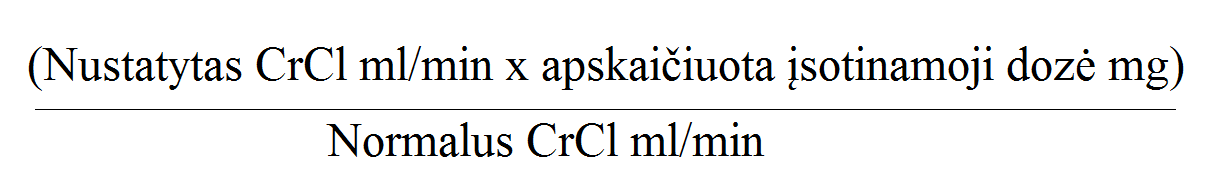 (Nustatytas CrCl ml/min x apskaičiuota įsotinamoji dozė mg)
Normalus CrCl ml/min